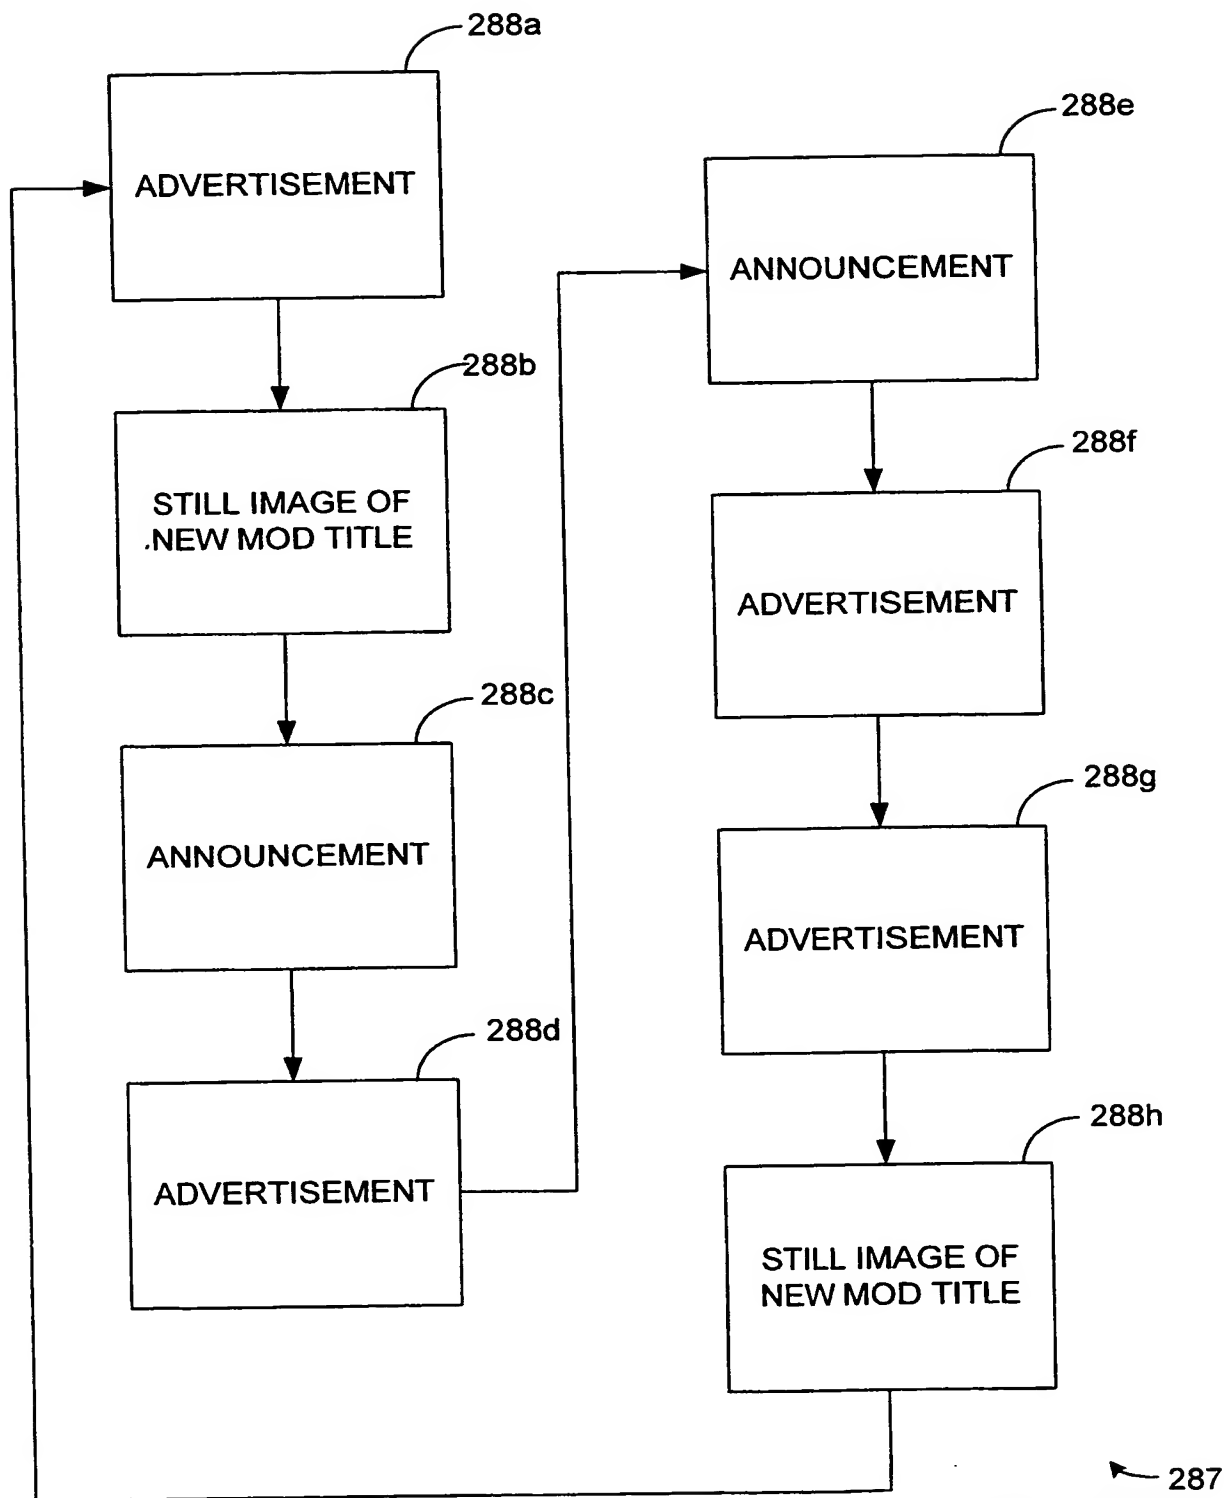 288a
ADVERTISEMENT
288b
STILL IMAGE OF
NEW MOD TITLE
288c
ANNOUNCEMENT
288d
ADVERTISEMENT
288e
ANNOUNCEMENT
288f
ADVERTISEMENT
288g
ADVERTISEMENT
288h
STILL IMAGE OF
NEW MOD TITLE
287